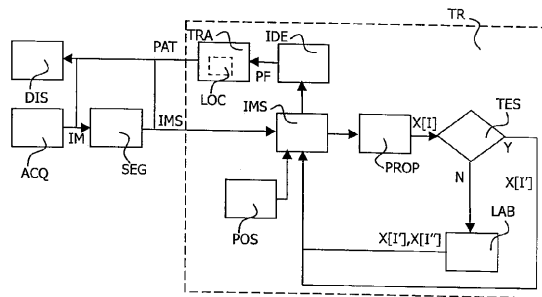 TR
TRA
IDE
PAT
PF
DIS
LOC
IMS
IMS
X[I]
TES
IM
Y
ACQ
SEG
PROP
N
X[I']
POS
X[I'],X[I'']
LAB